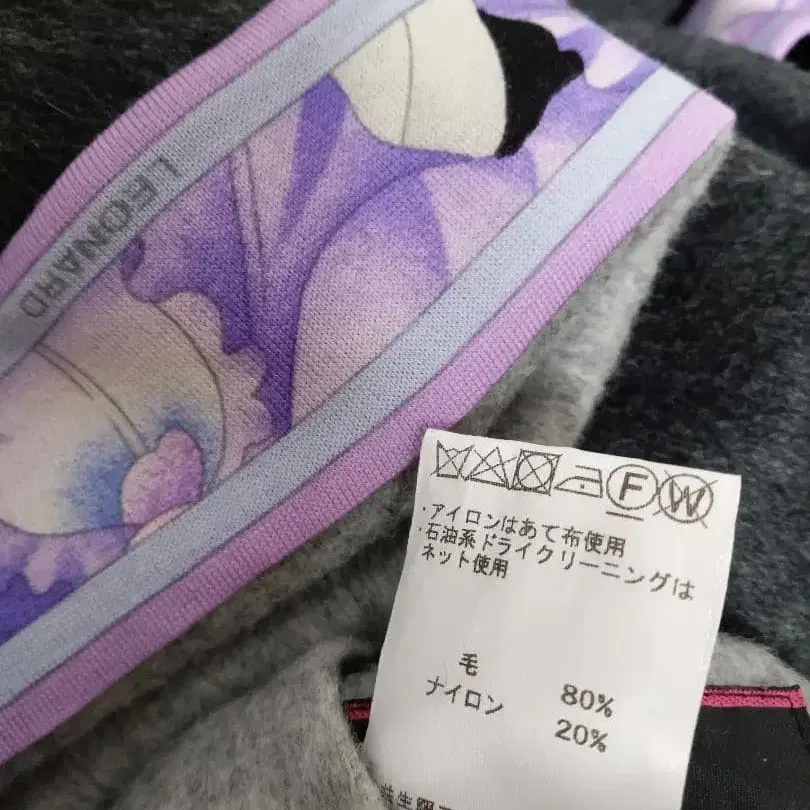 LEONARD
F W
・アイロンはあて布使用
・石油系ドライクリーニングは
ネット使用
毛 80%
ナイロン 20%